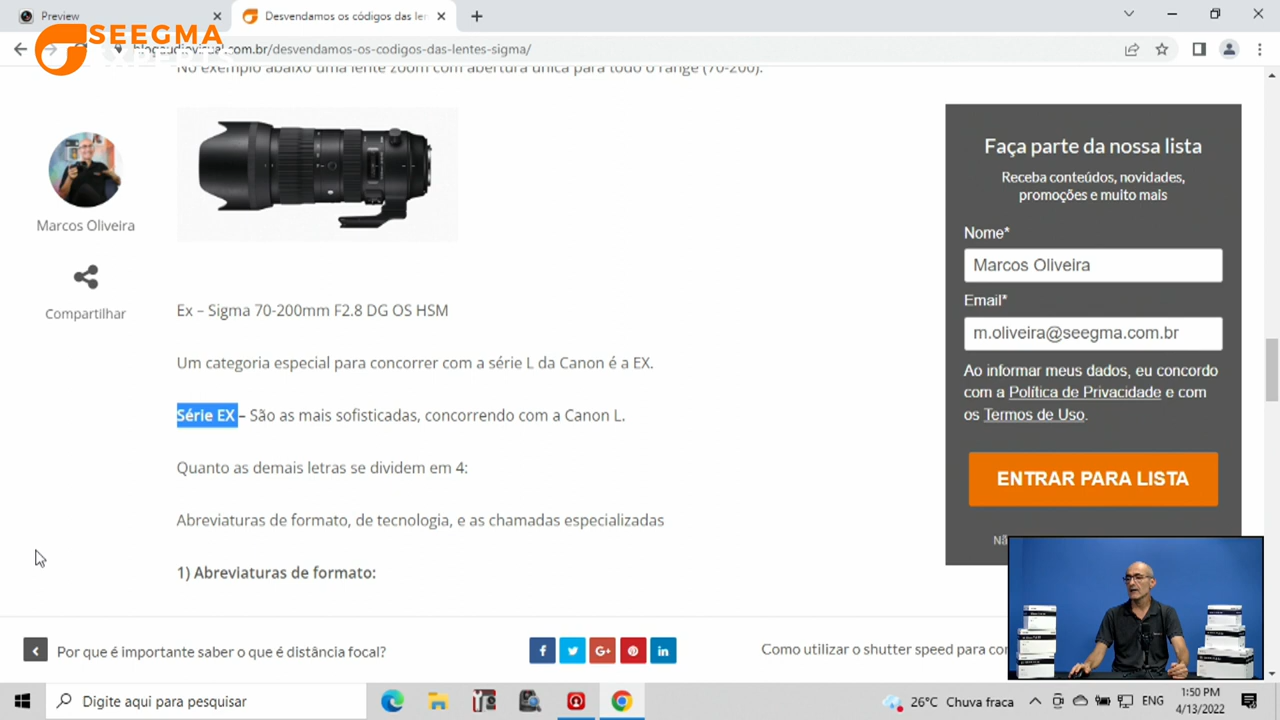 Preview
Desvendamos os códigos das len
SEEGMA
blogaudiovisual.com.br/desvendamos-os-codigos-das-lentes-sigma/
No exemplo abaixo uma lente zoom com abertura única para todo o range (70-200).
Marcos Oliveira
Compartilhar
Ex – Sigma 70-200mm F2.8 DG OS HSM
Um categoria especial para concorrer com a série L da Canon é a EX.
Série EX – São as mais sofisticadas, concorrendo com a Canon L.
Quanto as demais letras se dividem em 4:
Abreviaturas de formato, de tecnologia, e as chamadas especializadas
1) Abreviaturas de formato:
Faça parte da nossa lista
Receba conteúdos, novidades,
promoções e muito mais
Nome*
Marcos Oliveira
Email*
m.oliveira@seegma.com.br
Ao informar meus dados, eu concordo
com a Política de Privacidade e com
os Termos de Uso.
ENTRAR PARA LISTA
Por que é importante saber o que é distância focal?
f
G+
in
Como utilizar o shutter speed para con
Digite aqui para pesquisar
26°C Chuva fraca
ENG
1:50 PM
4/13/2022